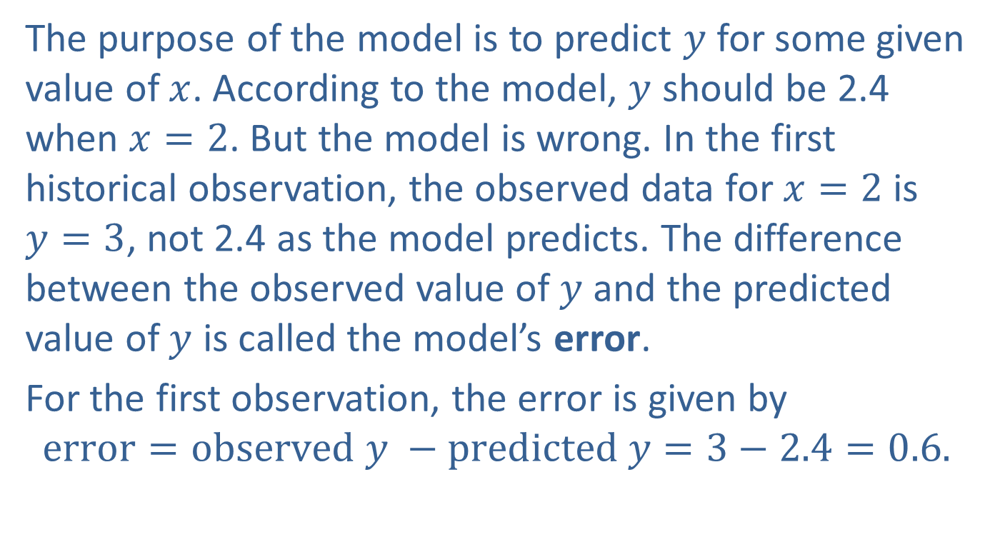 The purpose of the model is to predict y for some given
value of x. According to the model, y should be 2.4
when x = 2. But the model is wrong. In the first
historical observation, the observed data for x = 2 is
y = 3, not 2.4 as the model predicts. The difference
between the observed value of y and the predicted
value of y is called the model’s error.
For the first observation, the error is given by
error = observed y − predicted y = 3 − 2.4 = 0.6.